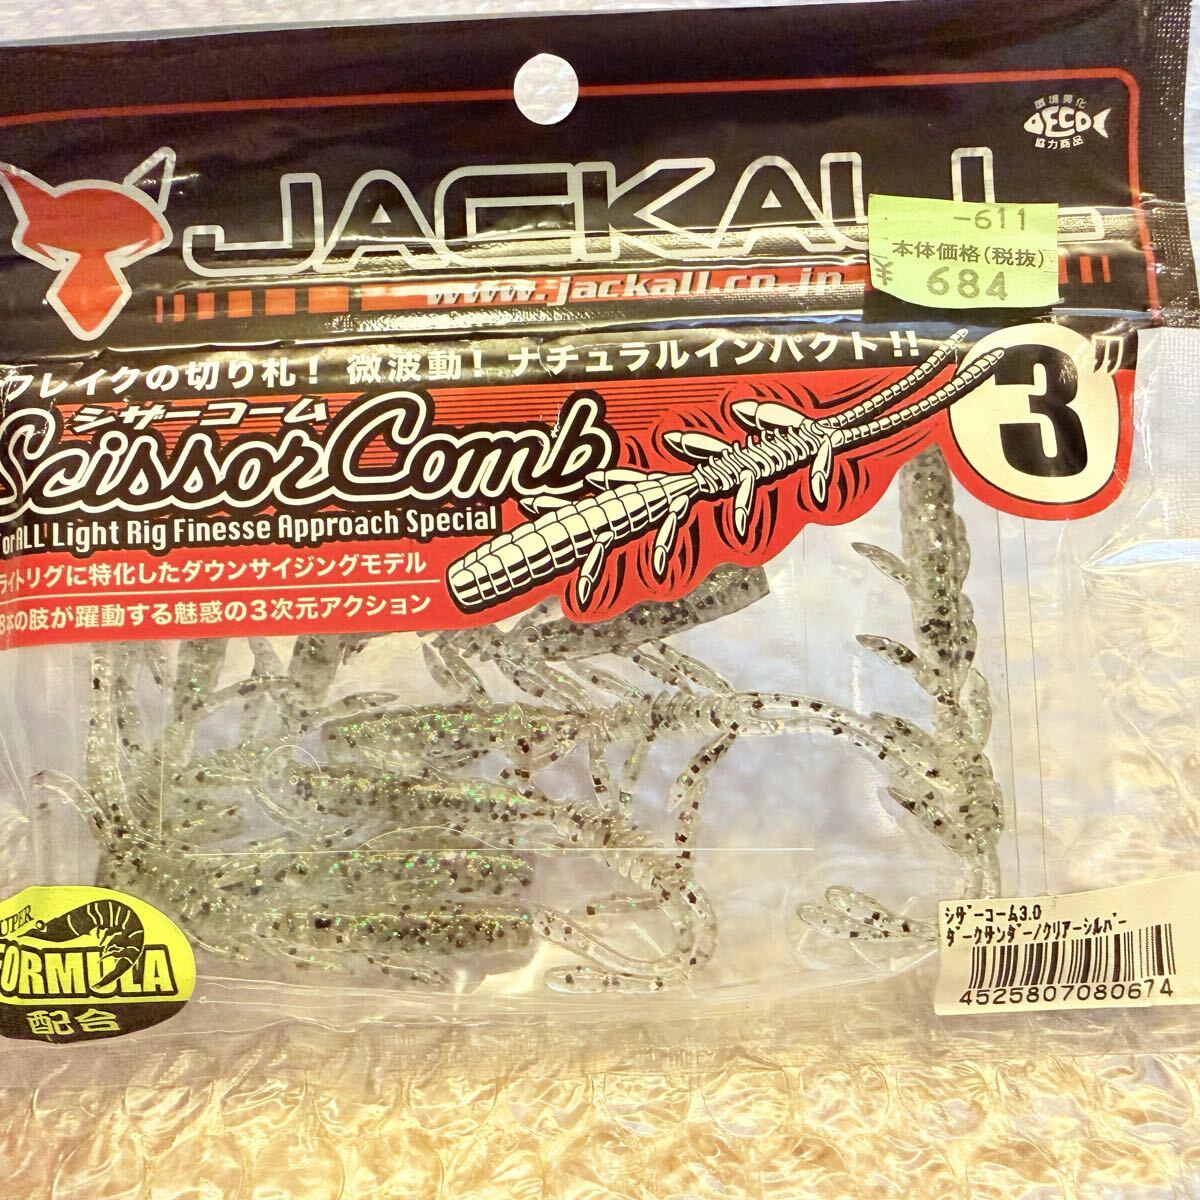 環境美化
ECO
協力商品
JACKALL
-611
本体価格(税抜)
¥684
www.jackall.co.jp
フレイクの切り札! 微波動! ナチュラルインパクト!!
3"
シザーコーム
ScissorComb
For ALL Light Rig Finesse Approach Special
ライトリグに特化したダウンサイジングモデル
8本の肢が躍動する魅惑の3次元アクション
SUPER
FORMULA
配合
ｼｻﾞｰｺｰﾑ3.0
ﾀﾞｰｸｻﾝﾀﾞｰ/ｸﾘｱｰｼﾙﾊﾞｰ
4525807080674